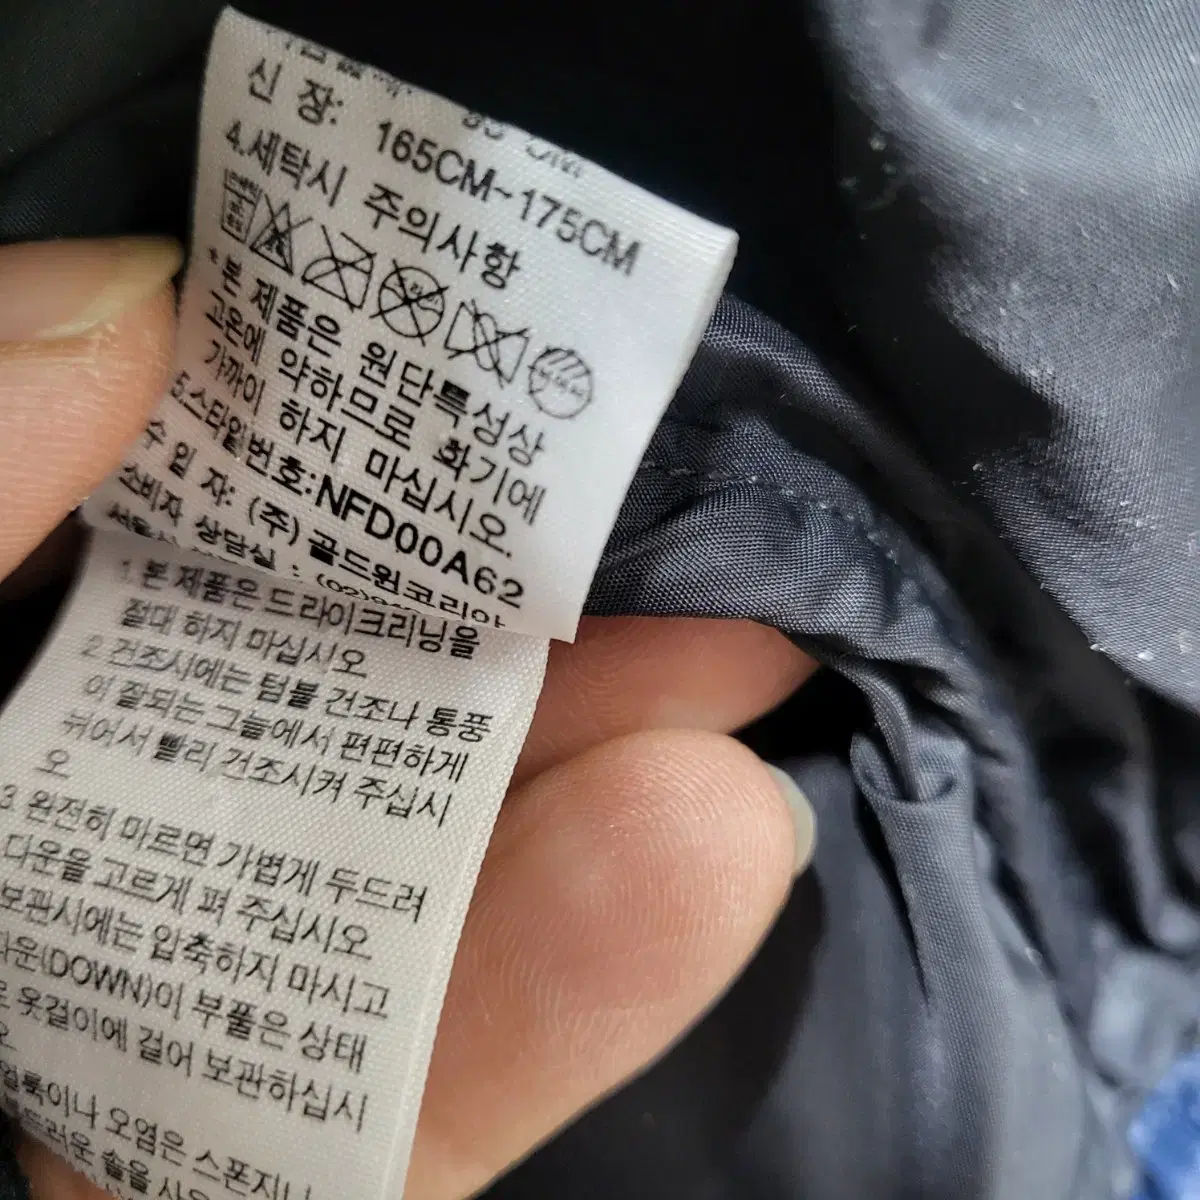 신 장: 165CM~175CM
4.세탁시 주의사항
*본 제품은 원단특성상
고온에 약하므로 화기에
가까이 하지 마십시오.
5.스타일번호:NFD00A62
수 입 자: (주)골드윈코리아
소비자 상담실 :
1.본 제품은 드라이크리닝을
절대 하지 마십시오
2 건조시에는 텀블 건조나 통풍
이 잘되는 그늘에서 편편하게
뉘어서 빨리 건조시켜 주십시
오
3 완전히 마르면 가볍게 두드려
다운을 고르게 펴 주십시오
보관시에는 압축하지 마시고
다운(DOWN)이 부풀은 상태
로 옷걸이에 걸어 보관하십시
오
얼룩이나 오염은 스폰지나
부드러운 솔을